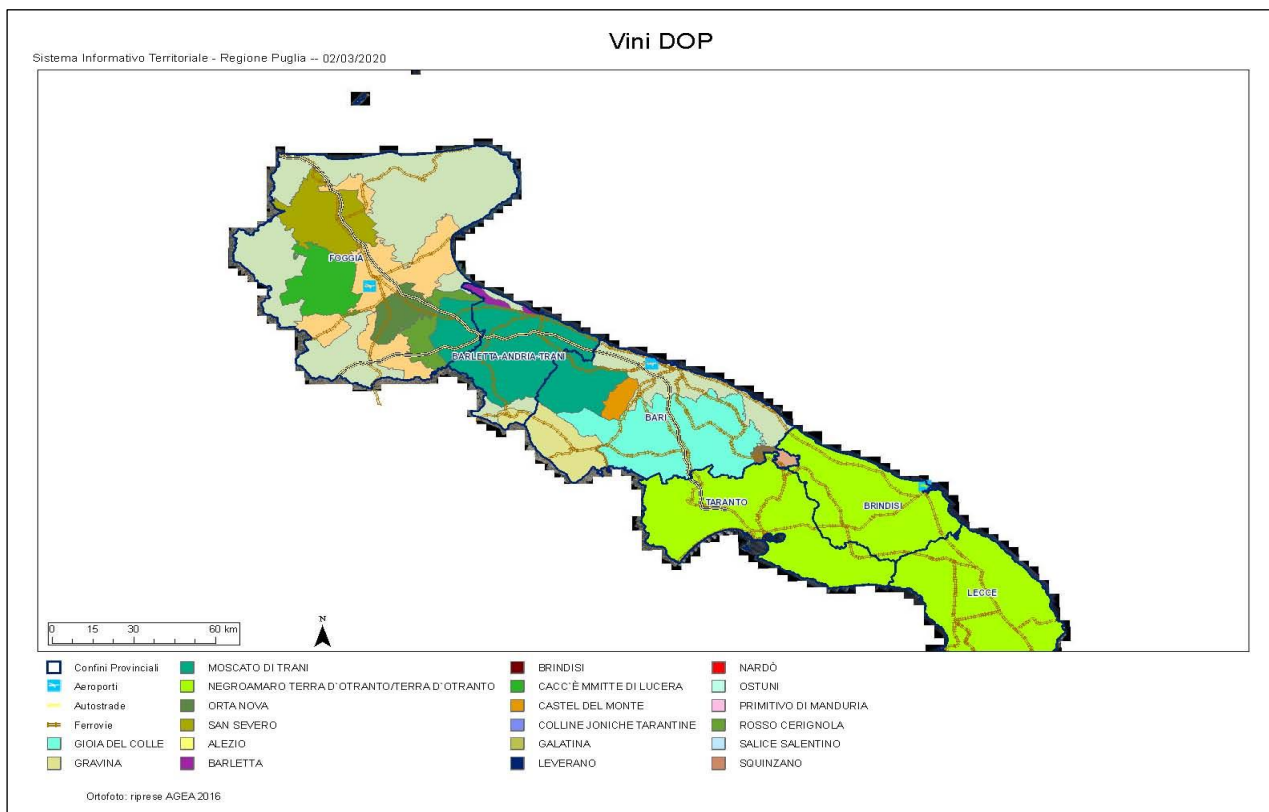 Vini DOP
Sistema Informativo Territoriale - Regione Puglia -- 02/03/2020
FOGGIA
BARLETTA-ANDRIA-TRANI
BARI
TARANTO
BRINDISI
LECCE
0 15 30 60 km
N
Confini Provinciali
Aeroporti
Autostrade
Ferrovie
GIOIA DEL COLLE
GRAVINA
MOSCATO DI TRANI
NEGROAMARO TERRA D'OTRANTO/TERRA D'OTRANTO
ORTA NOVA
SAN SEVERO
ALEZIO
BARLETTA
BRINDISI
CACC'È MMITTE DI LUCERA
CASTEL DEL MONTE
COLLINE JONICHE TARANTINE
GALATINA
LEVERANO
NARDÒ
OSTUNI
PRIMITIVO DI MANDURIA
ROSSO CERIGNOLA
SALICE SALENTINO
SQUINZANO
Ortofoto: riprese AGEA 2016